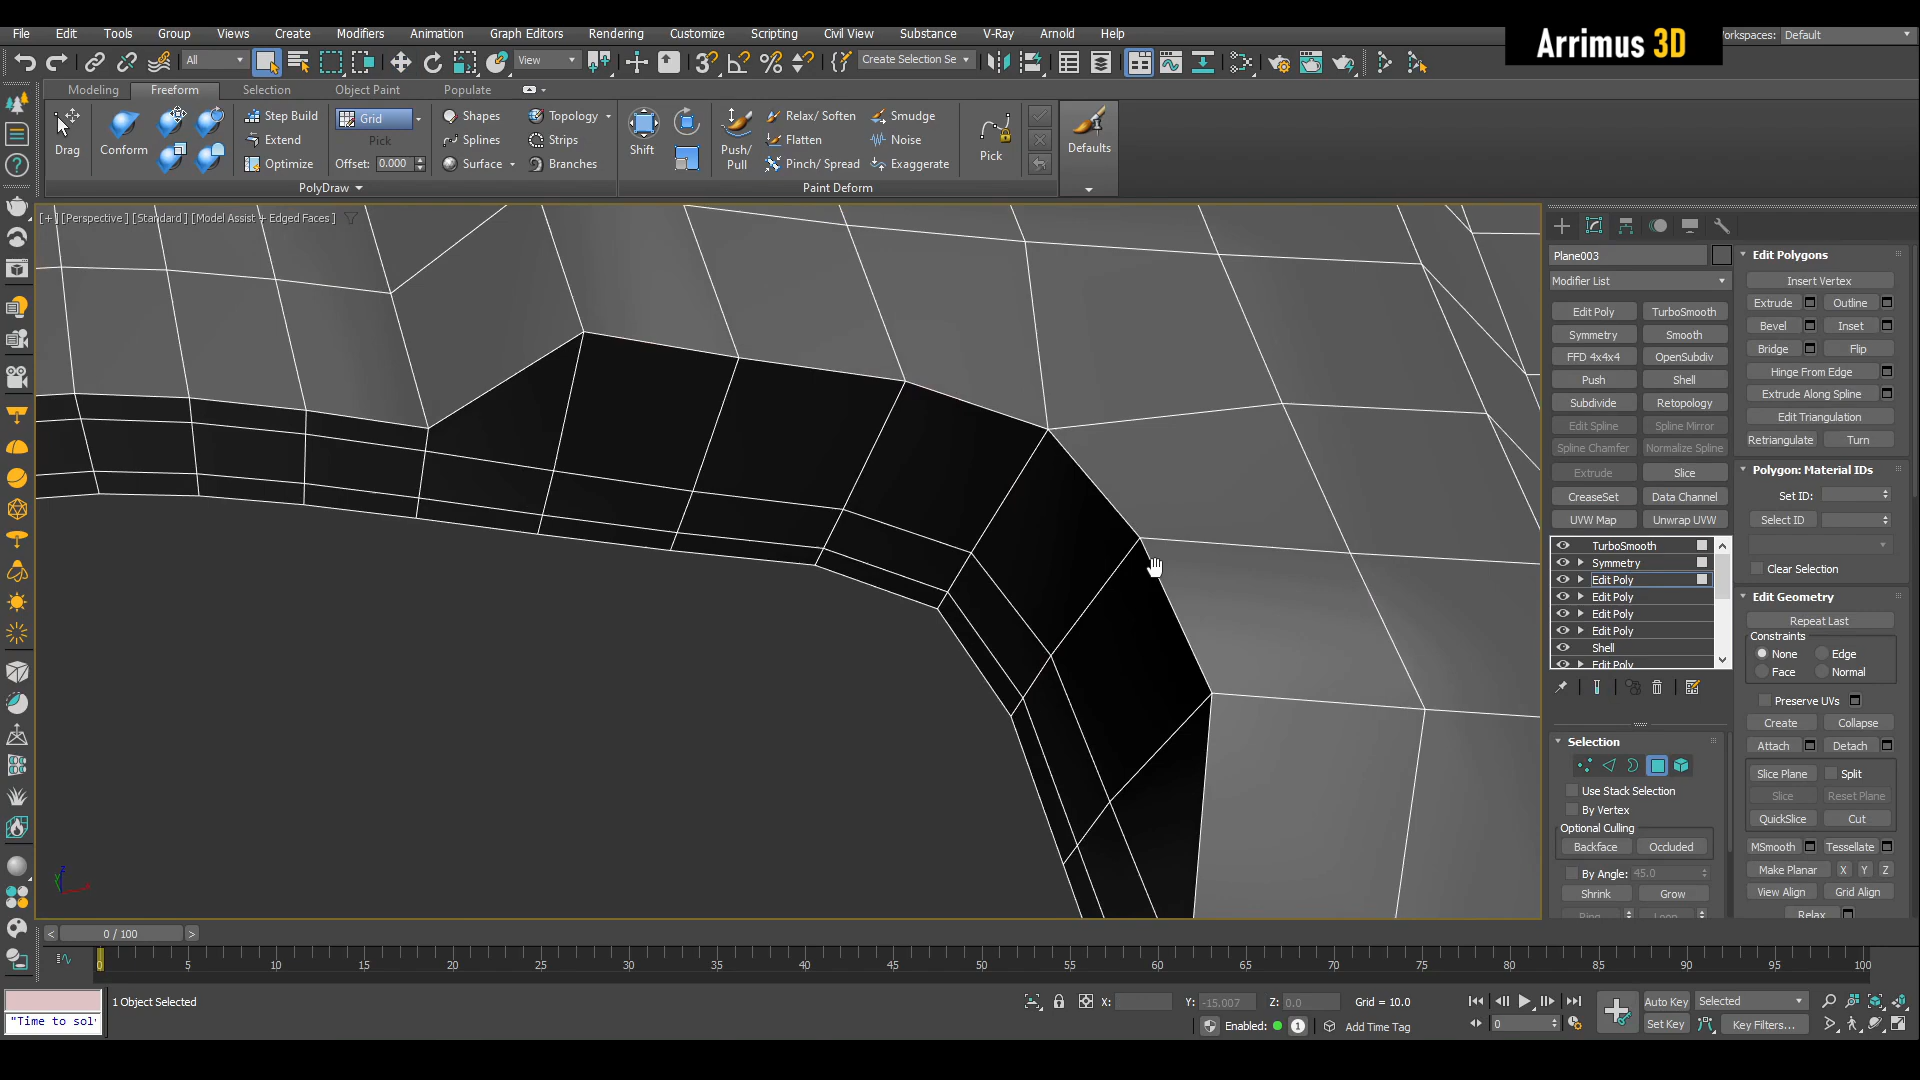 File Edit Tools Group Views Create Modifiers Animation Graph Editors Rendering Customize Scripting Civil View Substance V-Ray Arnold Help
Arrimus 3D
Workspaces: Default
All View Create Selection Se
Modeling Freeform Selection Object Paint Populate
Drag Conform Step Build Extend Optimize
Grid
Pick
Offset: 0.000
Shapes Splines Surface
Topology Strips Branches
Shift Push/ Pull
Relax/ Soften Flatten Pinch/ Spread
Smudge Noise Exaggerate
Pick Defaults
PolyDraw Paint Deform
[+] [Perspective] [Standard] [Model Assist + Edged Faces]
Plane003
Modifier List
Edit Poly TurboSmooth
Symmetry Smooth
FFD 4x4x4 OpenSubdiv
Push Shell
Subdivide Retopology
Edit Spline Spline Mirror
Spline Chamfer Normalize Spline
Extrude Slice
CreaseSet Data Channel
UVW Map Unwrap UVW
TurboSmooth
Symmetry
Edit Poly
Edit Poly
Edit Poly
Edit Poly
Shell
Edit Poly
Selection
Use Stack Selection
By Vertex
Optional Culling
Backface Occluded
By Angle: 45.0
Shrink Grow
Ring Loop
Edit Polygons
Insert Vertex
Extrude Outline
Bevel Inset
Bridge Flip
Hinge From Edge
Extrude Along Spline
Edit Triangulation
Retriangulate Turn
Polygon: Material IDs
Set ID:
Select ID
Clear Selection
Edit Geometry
Repeat Last
Constraints
None Edge
Face Normal
Preserve UVs
Create Collapse
Attach Detach
Slice Plane Split
Slice Reset Plane
QuickSlice Cut
MSmooth Tessellate
Make Planar X Y Z
View Align Grid Align
Relax
< 0 / 100 >
0 5 10 15 20 25 30 35 40 45 50 55 60 65 70 75 80 85 90 95 100
1 Object Selected
X: Y: -15.007 Z: 0.0 Grid = 10.0
Auto Key Selected
"Time to solv
Enabled: 1 Add Time Tag
0
Set Key Key Filters...